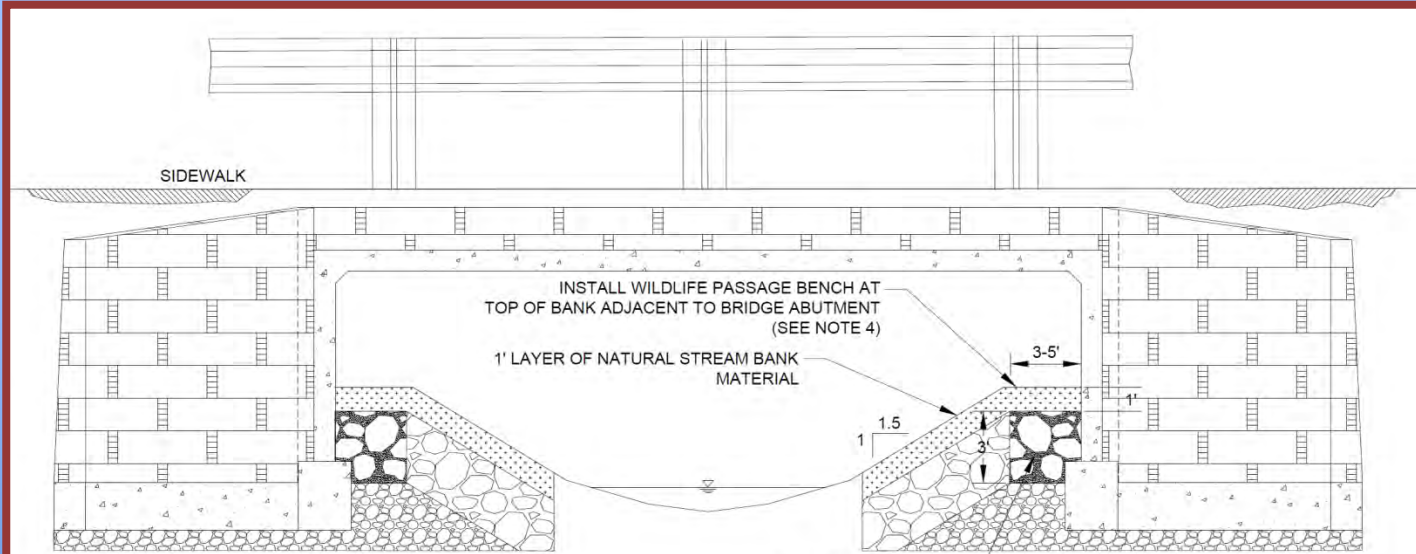 SIDEWALK
INSTALL WILDLIFE PASSAGE BENCH AT
TOP OF BANK ADJACENT TO BRIDGE ABUTMENT
(SEE NOTE 4)
1' LAYER OF NATURAL STREAM BANK
MATERIAL
3-5'
1'
1.5
1
3'